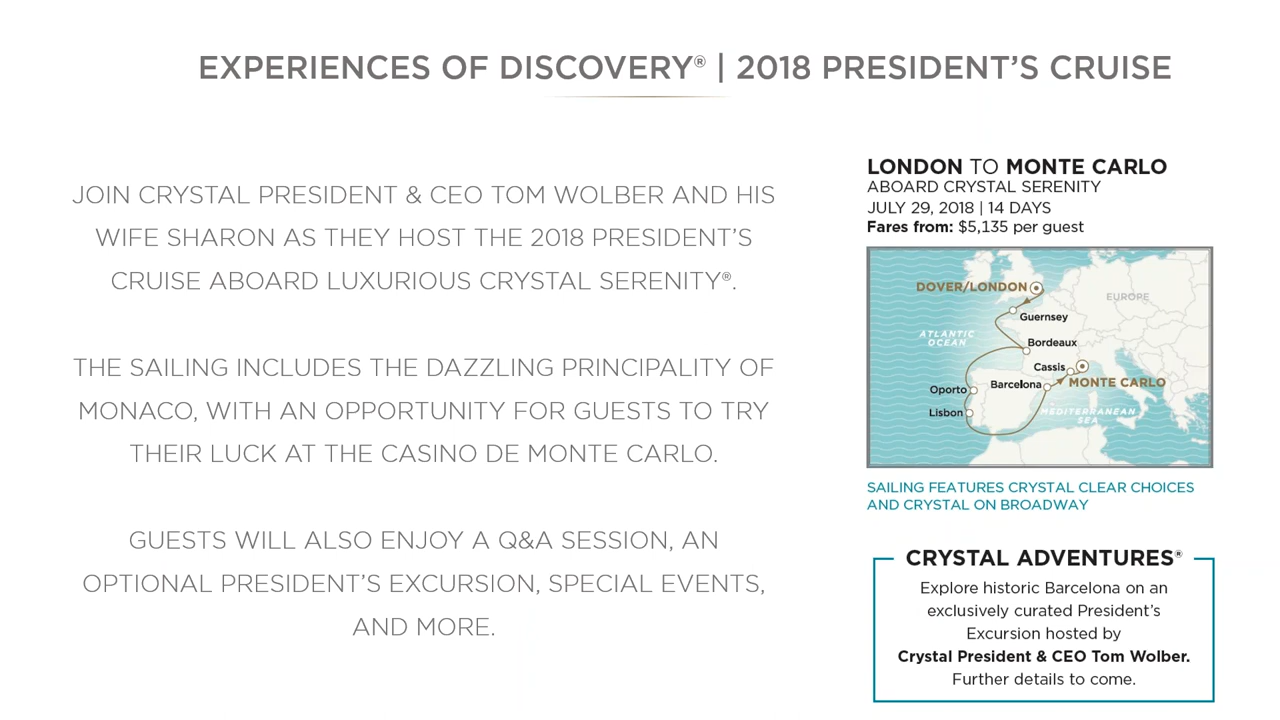 EXPERIENCES OF DISCOVERY® | 2018 PRESIDENT'S CRUISE
JOIN CRYSTAL PRESIDENT & CEO TOM WOLBER AND HIS
WIFE SHARON AS THEY HOST THE 2018 PRESIDENT'S
CRUISE ABOARD LUXURIOUS CRYSTAL SERENITY®.
THE SAILING INCLUDES THE DAZZLING PRINCIPALITY OF
MONACO, WITH AN OPPORTUNITY FOR GUESTS TO TRY
THEIR LUCK AT THE CASINO DE MONTE CARLO.
GUESTS WILL ALSO ENJOY A Q&A SESSION, AN
OPTIONAL PRESIDENT'S EXCURSION, SPECIAL EVENTS,
AND MORE.
LONDON TO MONTE CARLO
ABOARD CRYSTAL SERENITY
JULY 29, 2018 | 14 DAYS
Fares from: $5,135 per guest
DOVER/LONDON
EUROPE
Guernsey
ATLANTIC
OCEAN
Bordeaux
Cassis
Barcelona
MONTE CARLO
Oporto
Lisbon
MEDITERRANEAN
SEA
SAILING FEATURES CRYSTAL CLEAR CHOICES
AND CRYSTAL ON BROADWAY
CRYSTAL ADVENTURES®
Explore historic Barcelona on an
exclusively curated President's
Excursion hosted by
Crystal President & CEO Tom Wolber.
Further details to come.